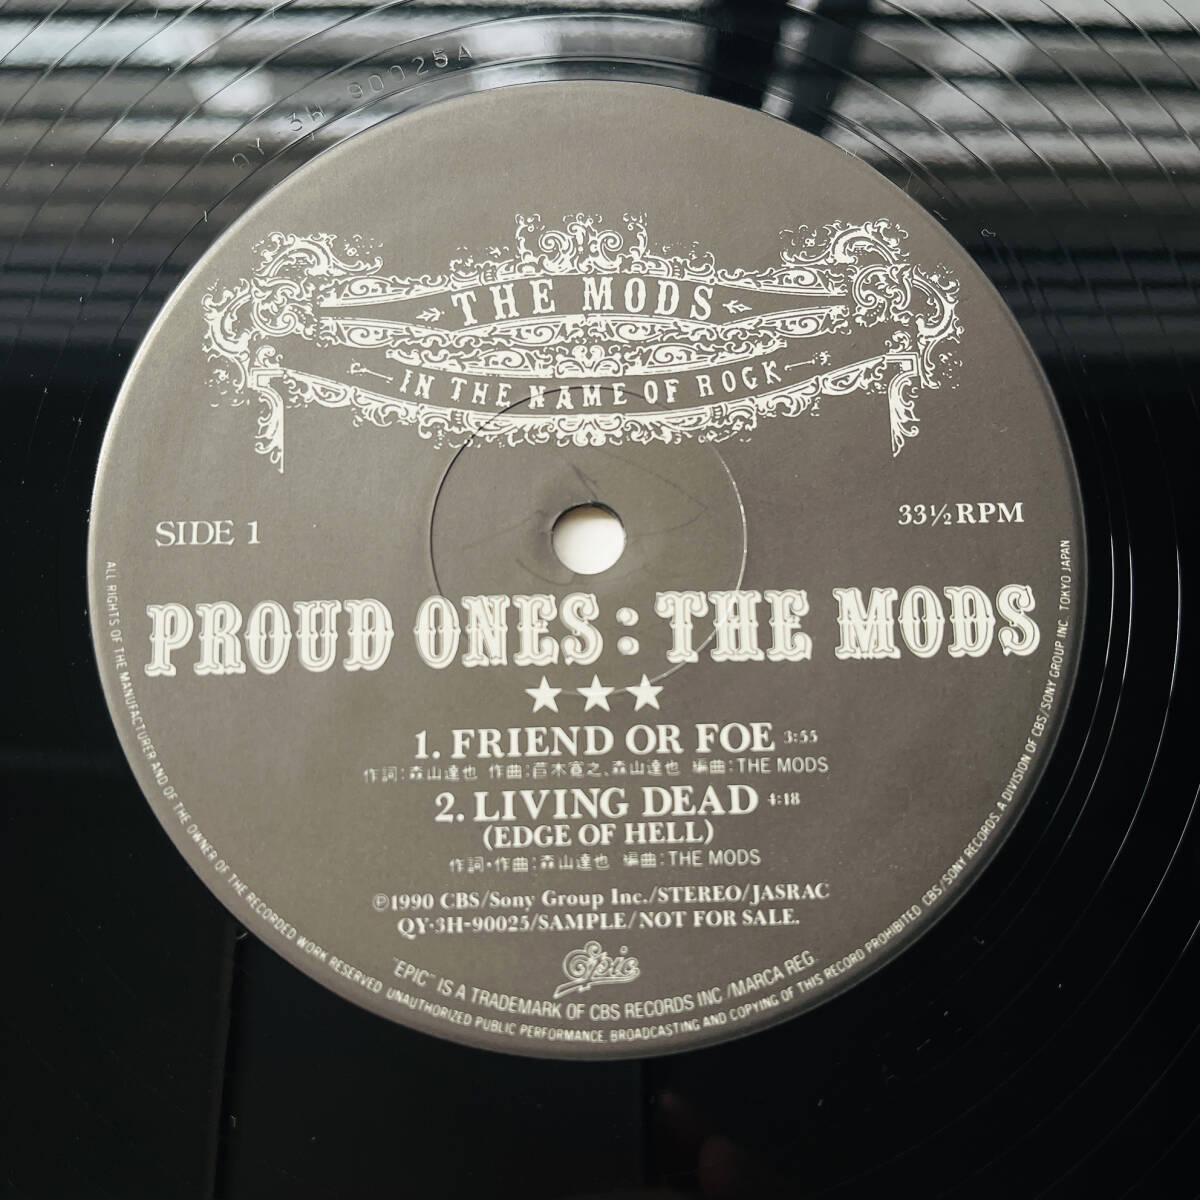 QY 3H 90025A
THE MODS
IN THE NAME OF ROCK
SIDE 1
33 1/2 RPM
PROUD ONES : THE MODS
★★★
1. FRIEND OR FOE 3:55
作詞：森山達也 作曲：苣木寛之、森山達也 編曲：THE MODS
2. LIVING DEAD 4:18
(EDGE OF HELL)
作詞・作曲：森山達也 編曲：THE MODS
℗1990 CBS/Sony Group Inc./STEREO/JASRAC
QY·3H-90025/SAMPLE/NOT FOR SALE.
Epic
"EPIC" IS A TRADEMARK OF CBS RECORDS INC /MARCA REG.
ALL RIGHTS OF THE MANUFACTURER AND OF THE OWNER OF THE RECORDED WORK RESERVED UNAUTHORIZED PUBLIC PERFORMANCE. BROADCASTING AND COPYING OF THIS RECORD PROHIBITED CBS/SONY RECORDS. A DIVISION OF CBS/SONY GROUP INC. TOKYO JAPAN